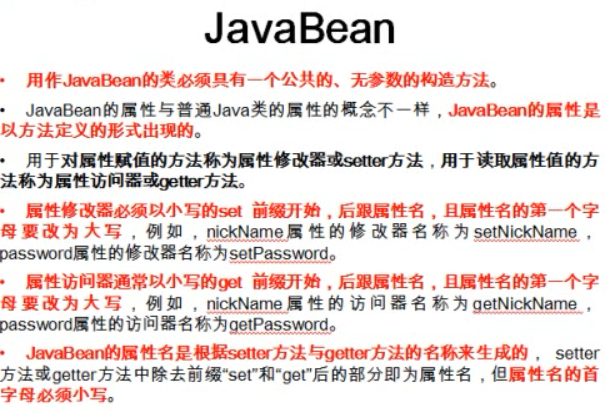 JavaBean
• 用作JavaBean的类必须具有一个公共的、无参数的构造方法。
• JavaBean的属性与普通Java类的属性的概念不一样，JavaBean的属性是
以方法定义的形式出现的。
• 用于对属性赋值的方法称为属性修改器或setter方法，用于读取属性值的方
法称为属性访问器或getter方法。
• 属性修改器必须以小写的set 前缀开始，后跟属性名，且属性名的第一个字
母要改为大写，例如，nickName属性的修改器名称为setNickName，
password属性的修改器名称为setPassword。
• 属性访问器通常以小写的get 前缀开始，后跟属性名，且属性名的第一个字
母要改为大写，例如，nickName属性的访问器名称为getNickName，
password属性的访问器名称为getPassword。
• JavaBean的属性名是根据setter方法与getter方法的名称来生成的， setter
方法或getter方法中除去前缀“set”和“get”后的部分即为属性名，但属性名的首
字母必须小写。